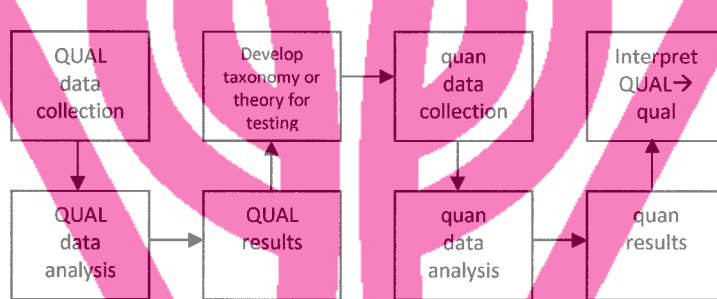 QUAL
data
collection
Develop
taxonomy or
theory for
testing
quan
data
collection
Interpret
QUAL→
qual
QUAL
data
analysis
QUAL
results
quan
data
analysis
quan
results